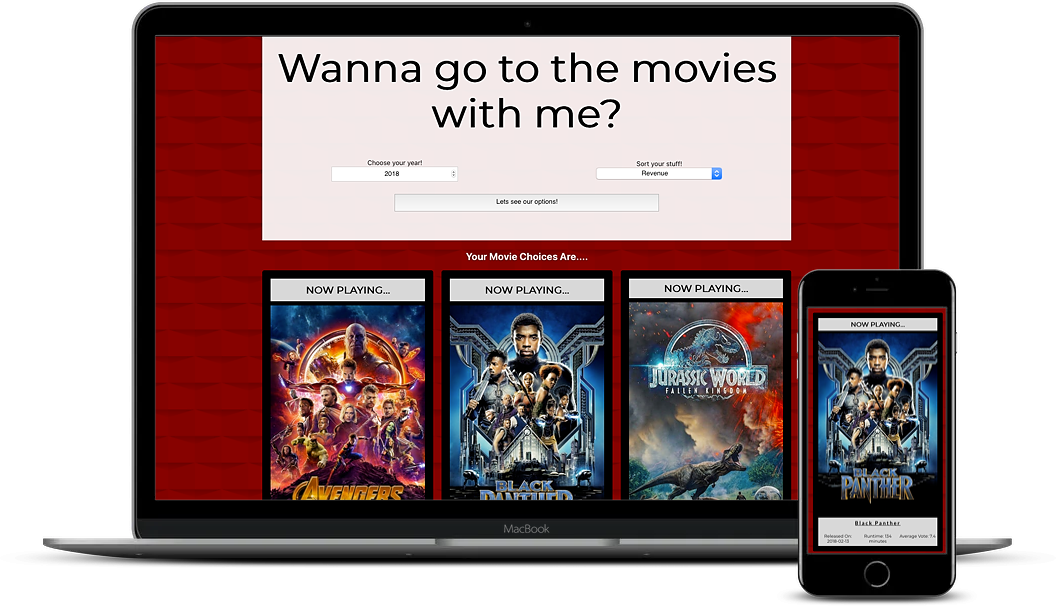 Wanna go to the movies
with me?
Choose your year!
Sort your stuff!
2018
Revenue
Lets see our options!
Your Movie Choices Are....
NOW PLAYING...
NOW PLAYING...
NOW PLAYING...
AVENGERS
BLACK
PANTHER
JURASSIC WORLD
FALLEN KINGDOM
MacBook
NOW PLAYING...
BLACK
PANTHER
Black Panther
Released On: Runtime: 134 Average Vote: 7.4
2018-02-13 minutes